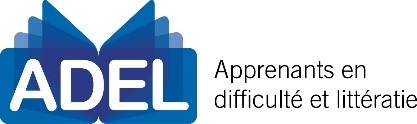 ADEL
Apprenants en
difficulté et littératie